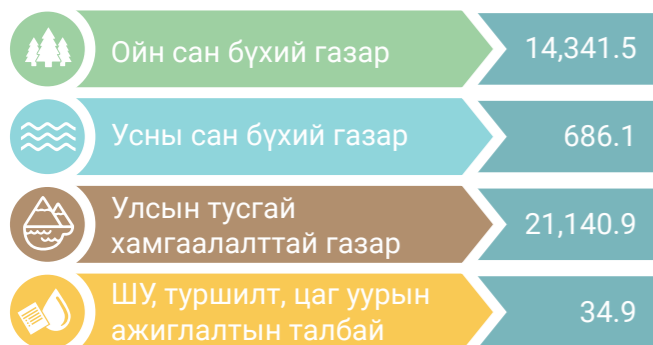 Ойн сан бүхий газар 14,341.5
Усны сан бүхий газар 686.1
Улсын тусгай
хамгаалалттай газар 21,140.9
ШУ, туршилт, цаг уурын
ажиглалтын талбай 34.9